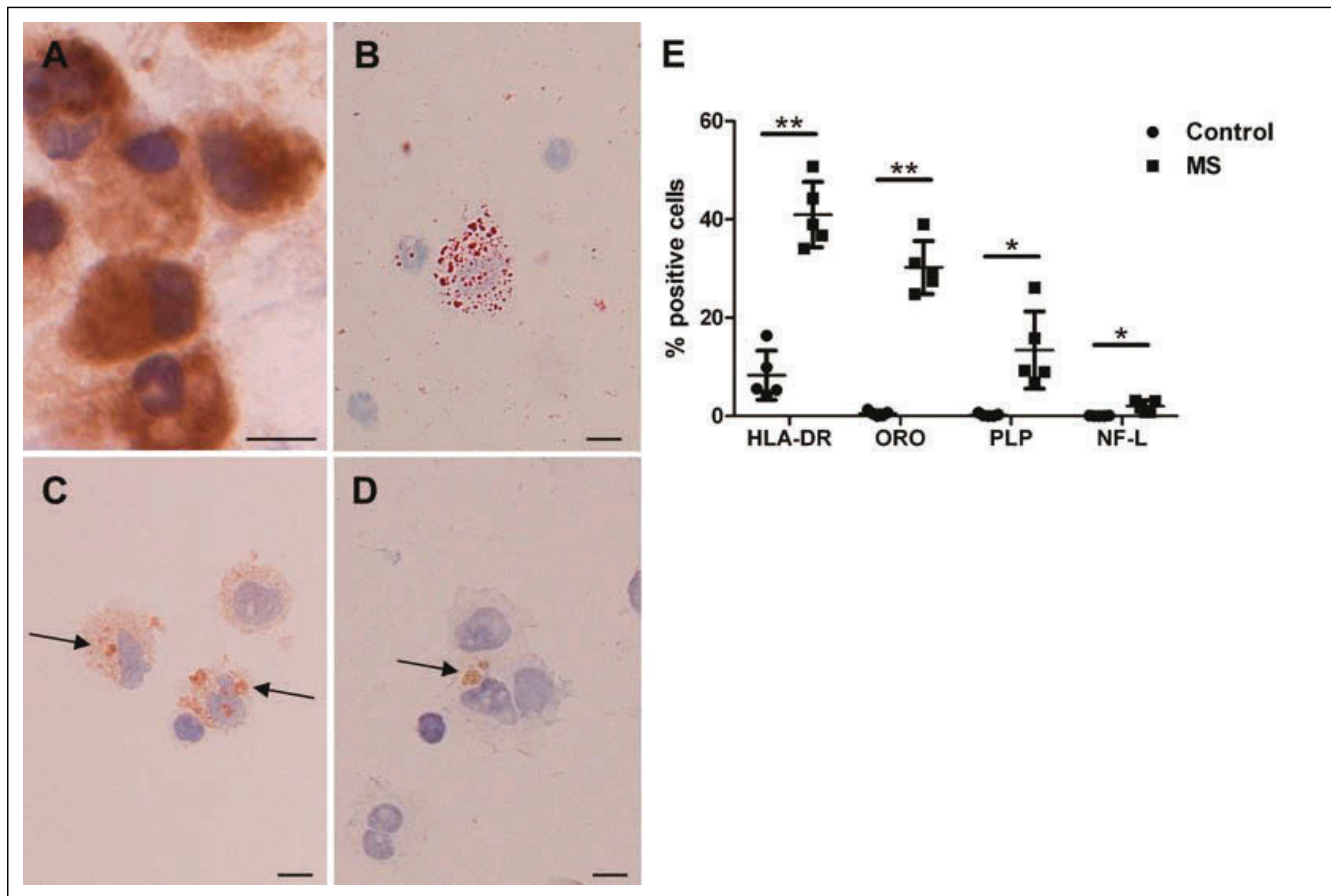 A
B
C
D
E
**
**
*
*
Control
MS
% positive cells
60
40
20
0
HLA-DR
ORO
PLP
NF-L